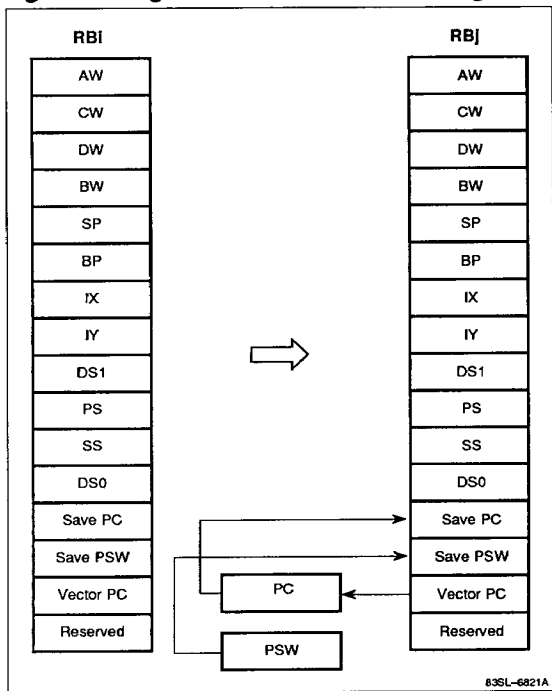 RBi
AW
CW
DW
BW
SP
BP
IX
IY
DS1
PS
SS
DS0
Save PC
Save PSW
Vector PC
Reserved
RBj
AW
CW
DW
BW
SP
BP
IX
IY
DS1
PS
SS
DS0
Save PC
Save PSW
Vector PC
Reserved
PC
PSW
83SL-6821A